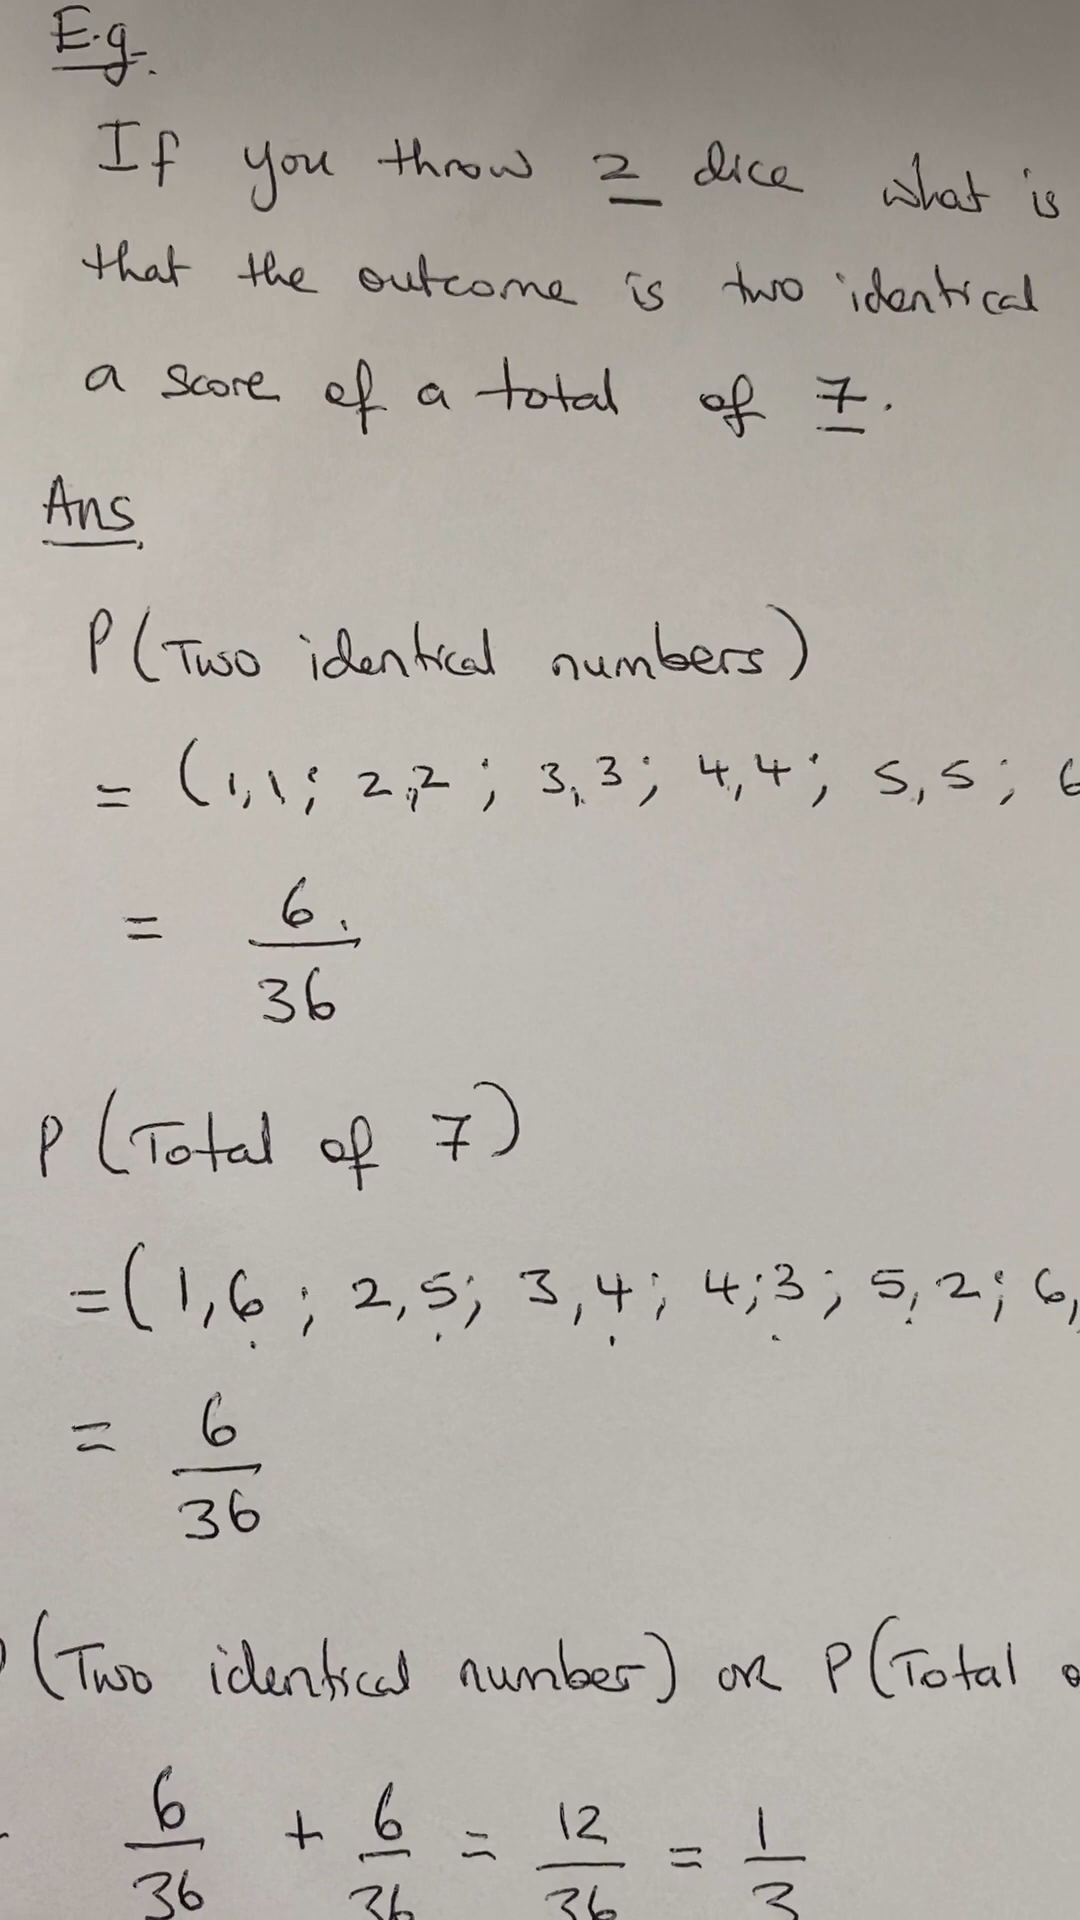 E.g.
If you throw 2 dice what is
that the outcome is two identical
a score of a total of 7.
Ans.
P (Two identical numbers)
= (1,1; 2,2; 3,3; 4,4; 5,5; 6
= 6/36
P (Total of 7)
= (1,6; 2,5; 3,4; 4;3; 5,2; 6,
= 6/36
(Two identical number) or P (Total
6/36 + 6/36 = 12/36 = 1/3